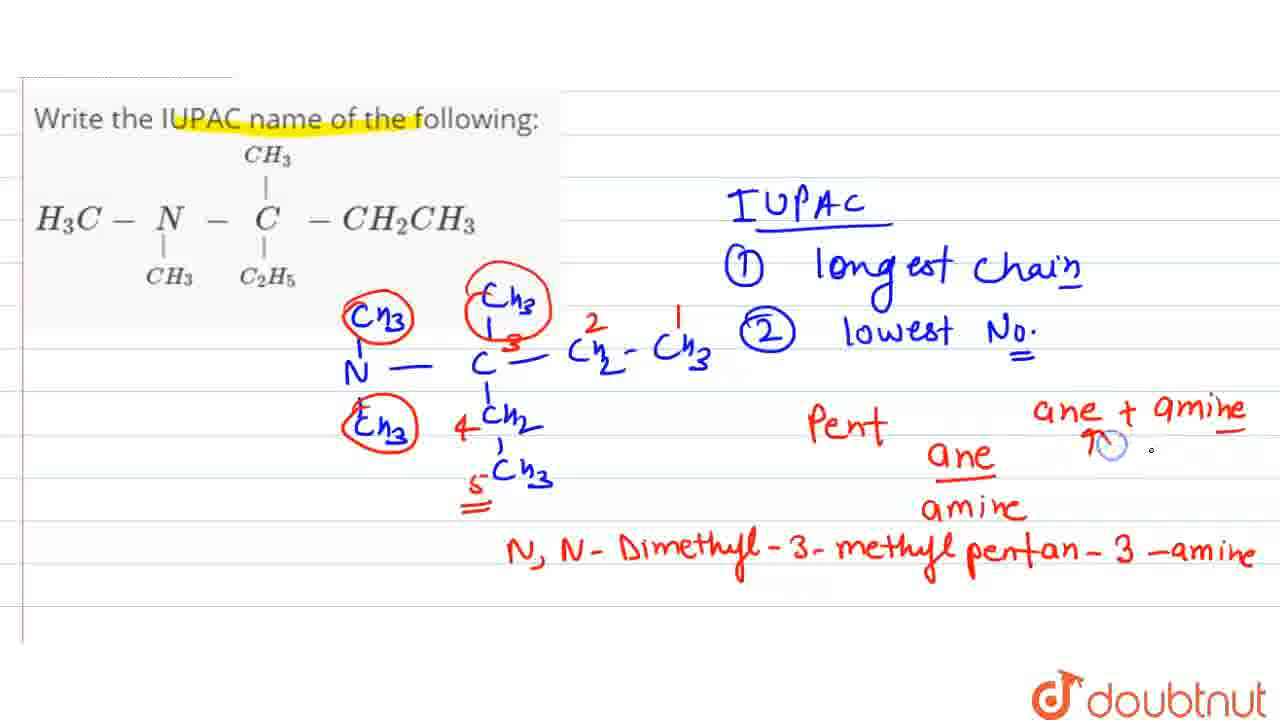 Write the IUPAC name of the following:
CH3
|
H3C − N − C − CH2CH3
| |
CH3 C2H5
IUPAC
① longest chain
② lowest No.
CH3 CH3
| | 3 2 1
N — C — CH2 - CH3
| |
CH3 4 CH2
|
5 CH3
Pent ane + amine
ane
amine
N, N - Dimethyl - 3 - methyl pentan - 3 - amine
doubtnut